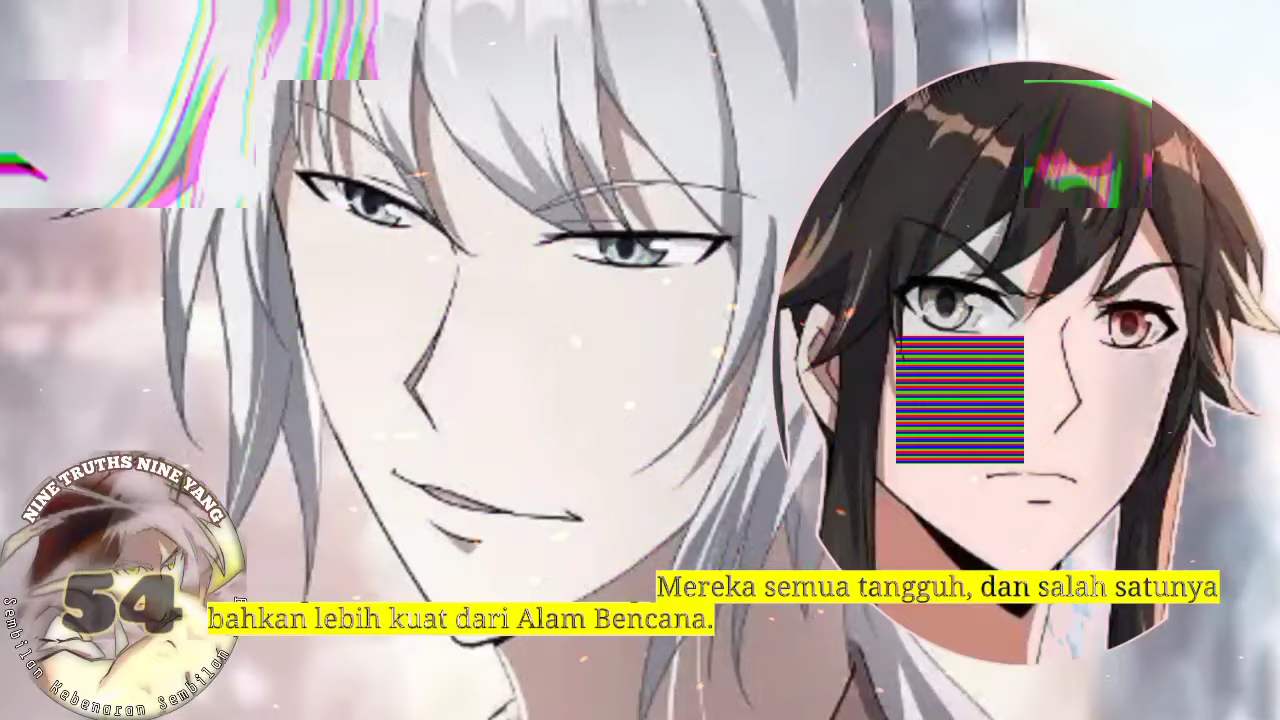 NINE TRUTHS NINE YANG
54
Sembilan Kebenaran Sembilan
Mereka semua tangguh, dan salah satunya
bahkan lebih kuat dari Alam Bencana.